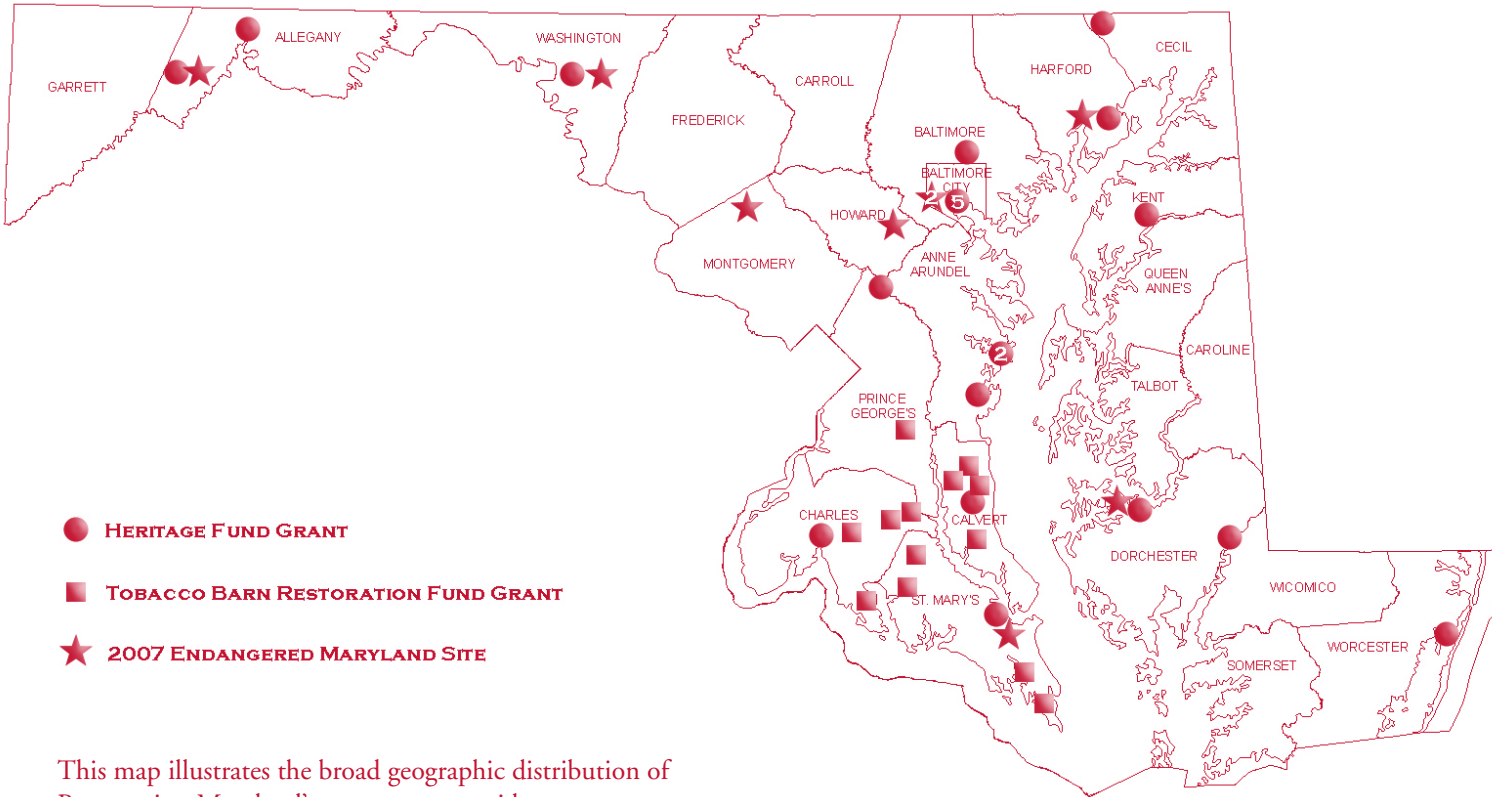 ALLEGANY
WASHINGTON
CECIL
GARRETT
HARFORD
CARROLL
FREDERICK
BALTIMORE
BALTIMORE
CITY
2
5
KENT
HOWARD
MONTGOMERY
ANNE
ARUNDEL
QUEEN
ANNE'S
2
CAROLINE
TALBOT
PRINCE
GEORGE'S
CHARLES
CALVERT
HERITAGE FUND GRANT
DORCHESTER
WICOMICO
TOBACCO BARN RESTORATION FUND GRANT
ST. MARY'S
WORCESTER
2007 ENDANGERED MARYLAND SITE
SOMERSET
This map illustrates the broad geographic distribution of